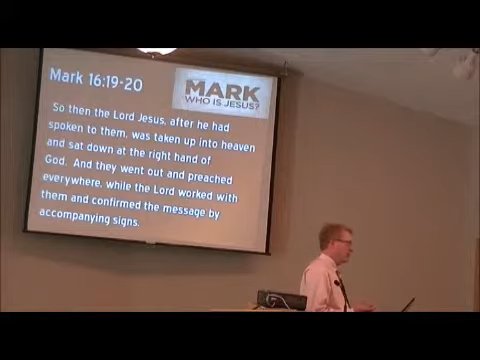 Mark 16:19-20
MARK
WHO IS JESUS?
So then the Lord Jesus, after he had
spoken to them, was taken up into heaven
and sat down at the right hand of
God. And they went out and preached
everywhere, while the Lord worked with
them and confirmed the message by
accompanying signs.